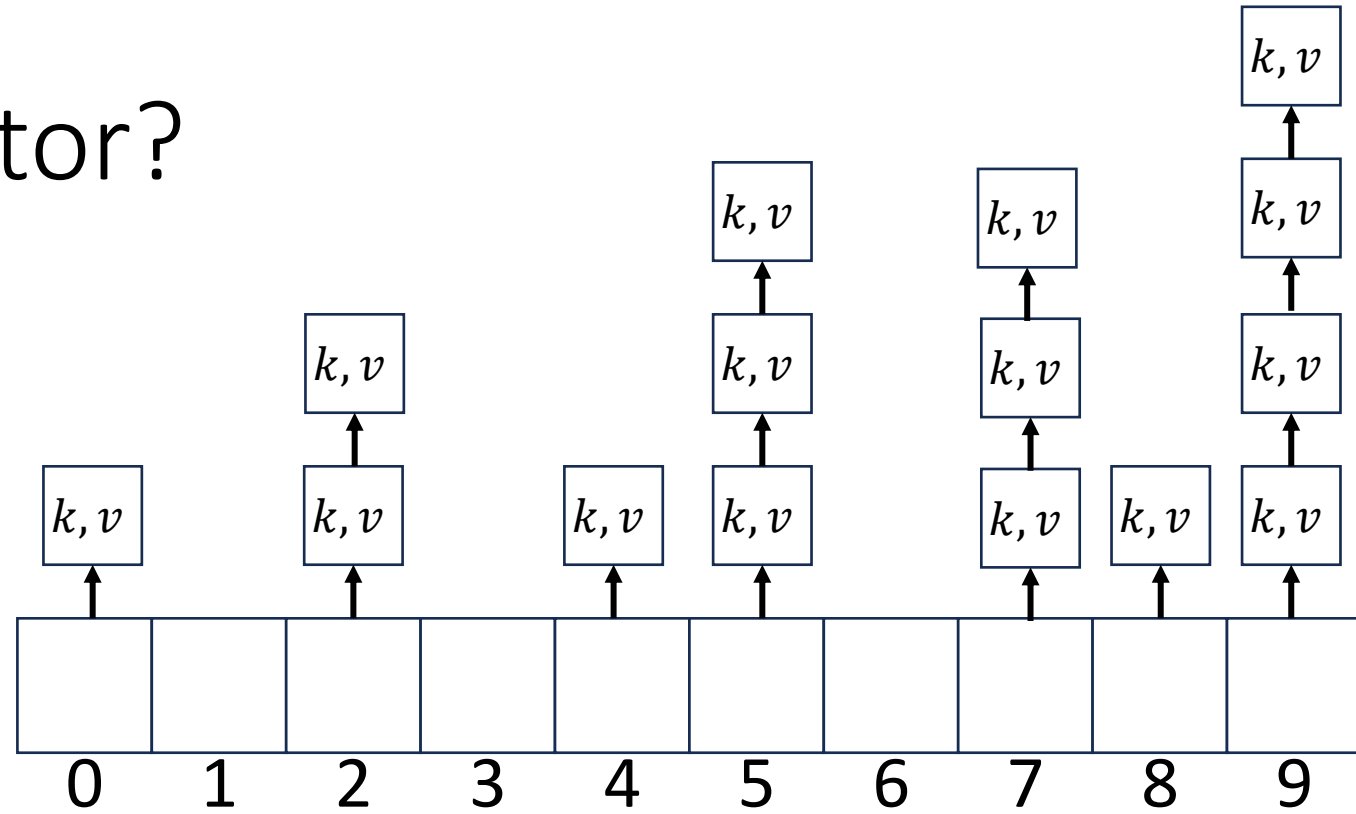 k, v
tor?
k, v
k, v
k, v
k, v
k, v
k, v
k, v
k, v
k, v
k, v
k, v
k, v
k, v
k, v
0 1 2 3 4 5 6 7 8 9